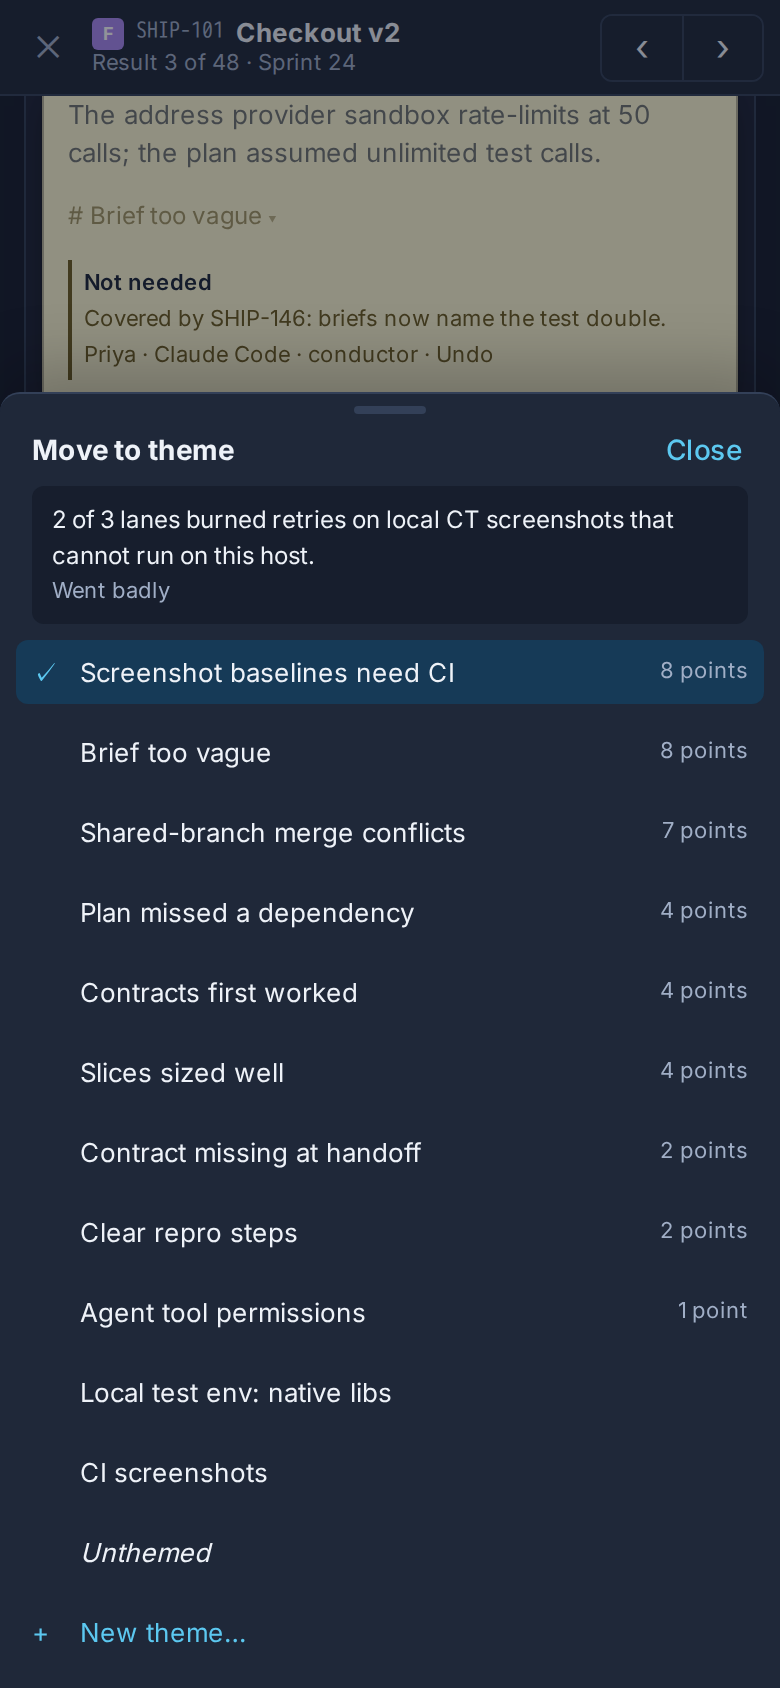 F SHIP-101 Checkout v2
Result 3 of 48 · Sprint 24
The address provider sandbox rate-limits at 50
calls; the plan assumed unlimited test calls.
# Brief too vague ▾
Not needed
Covered by SHIP-146: briefs now name the test double.
Priya · Claude Code · conductor · Undo
Move to theme
Close
2 of 3 lanes burned retries on local CT screenshots that
cannot run on this host.
Went badly
✓ Screenshot baselines need CI 8 points
Brief too vague 8 points
Shared-branch merge conflicts 7 points
Plan missed a dependency 4 points
Contracts first worked 4 points
Slices sized well 4 points
Contract missing at handoff 2 points
Clear repro steps 2 points
Agent tool permissions 1 point
Local test env: native libs
CI screenshots
Unthemed
+ New theme...